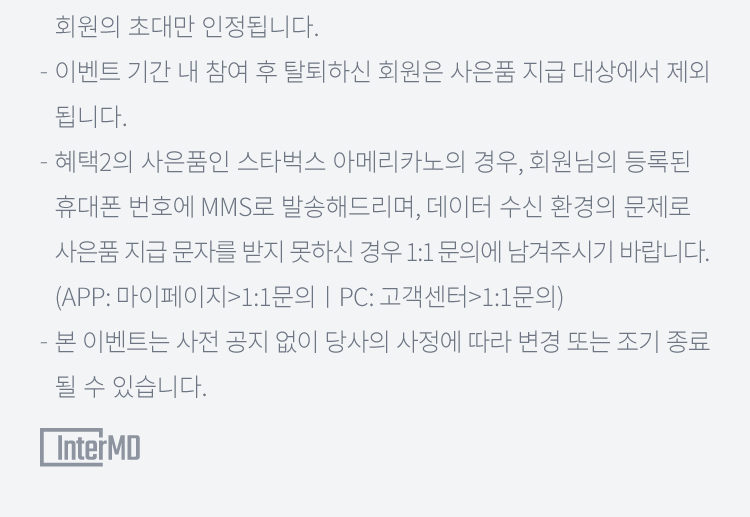 회원의 초대만 인정됩니다.
- 이벤트 기간 내 참여 후 탈퇴하신 회원은 사은품 지급 대상에서 제외
됩니다.
- 혜택2의 사은품인 스타벅스 아메리카노의 경우, 회원님의 등록된
휴대폰 번호에 MMS로 발송해드리며, 데이터 수신 환경의 문제로
사은품 지급 문자를 받지 못하신 경우 1:1 문의에 남겨주시기 바랍니다.
(APP: 마이페이지>1:1문의ㅣPC: 고객센터>1:1문의)
- 본 이벤트는 사전 공지 없이 당사의 사정에 따라 변경 또는 조기 종료
될 수 있습니다.
InterMD